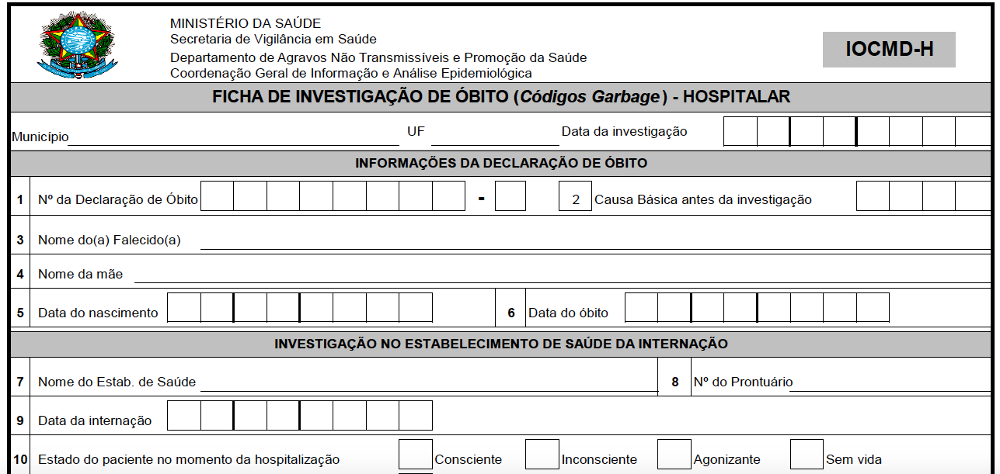 MINISTÉRIO DA SAÚDE
Secretaria de Vigilância em Saúde
Departamento de Agravos Não Transmissíveis e Promoção da Saúde
Coordenação Geral de Informação e Análise Epidemiológica
IOCMD-H
FICHA DE INVESTIGAÇÃO DE ÓBITO (Códigos Garbage) - HOSPITALAR
Município UF Data da investigação
INFORMAÇÕES DA DECLARAÇÃO DE ÓBITO
1 Nº da Declaração de Óbito - 2 Causa Básica antes da investigação
3 Nome do(a) Falecido(a)
4 Nome da mãe
5 Data do nascimento 6 Data do óbito
INVESTIGAÇÃO NO ESTABELECIMENTO DE SAÚDE DA INTERNAÇÃO
7 Nome do Estab. de Saúde 8 Nº do Prontuário
9 Data da internação
10 Estado do paciente no momento da hospitalização Consciente Inconsciente Agonizante Sem vida